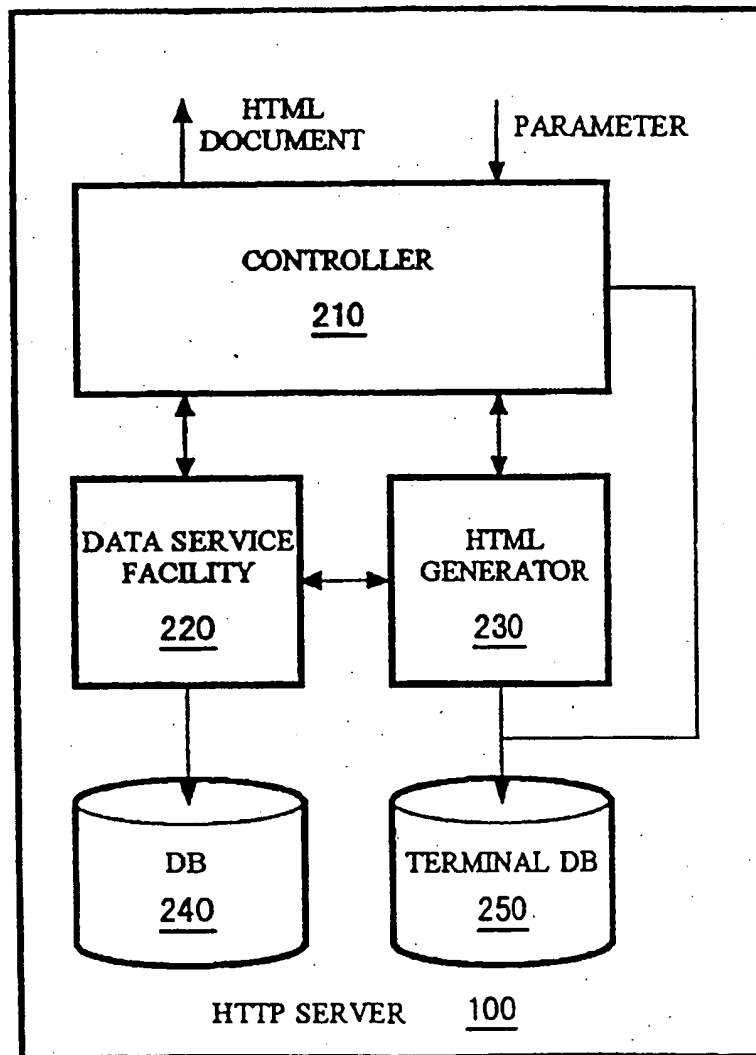 HTML
DOCUMENT
PARAMETER
CONTROLLER
210
DATA SERVICE
FACILITY
220
HTML
GENERATOR
230
DB
240
TERMINAL DB
250
HTTP SERVER 100